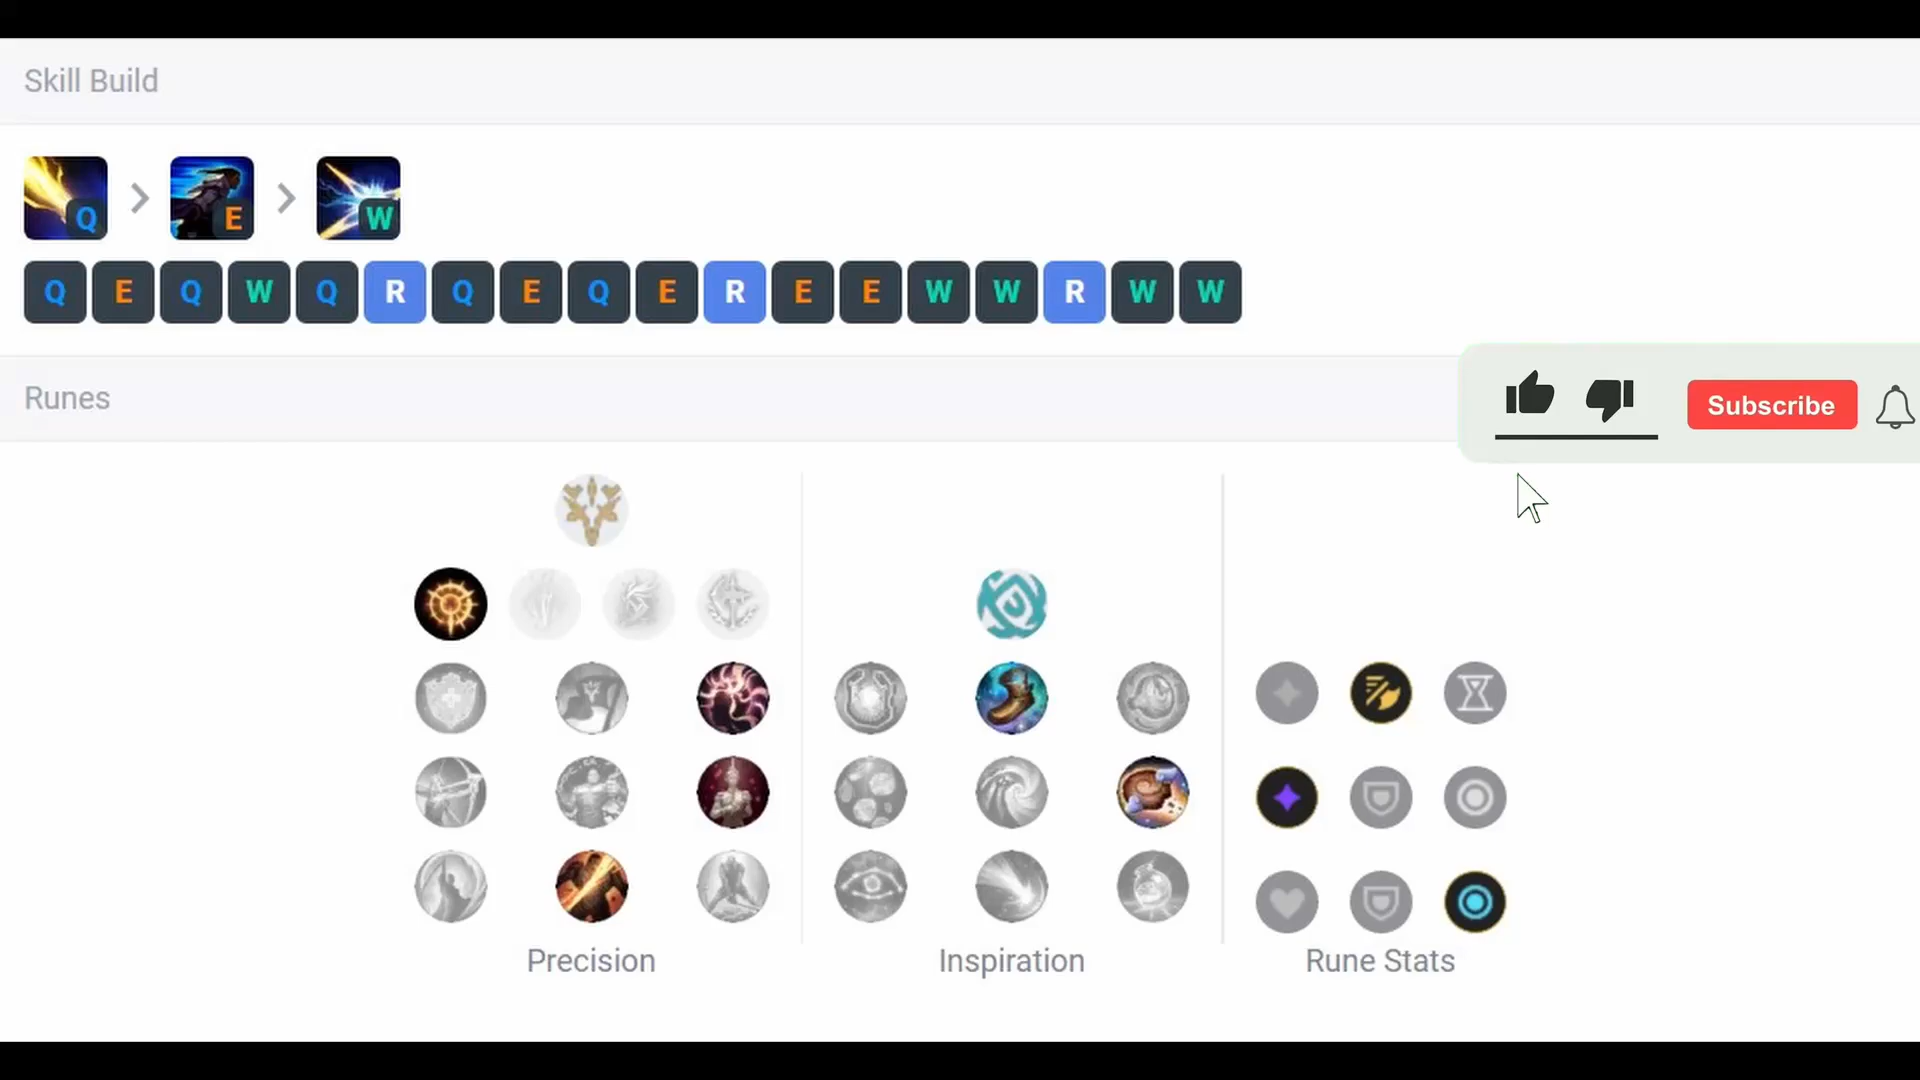 Skill Build
Q E W
Q E Q W Q R Q E Q E R E E W W R W W
Runes
Subscribe
Precision Inspiration Rune Stats